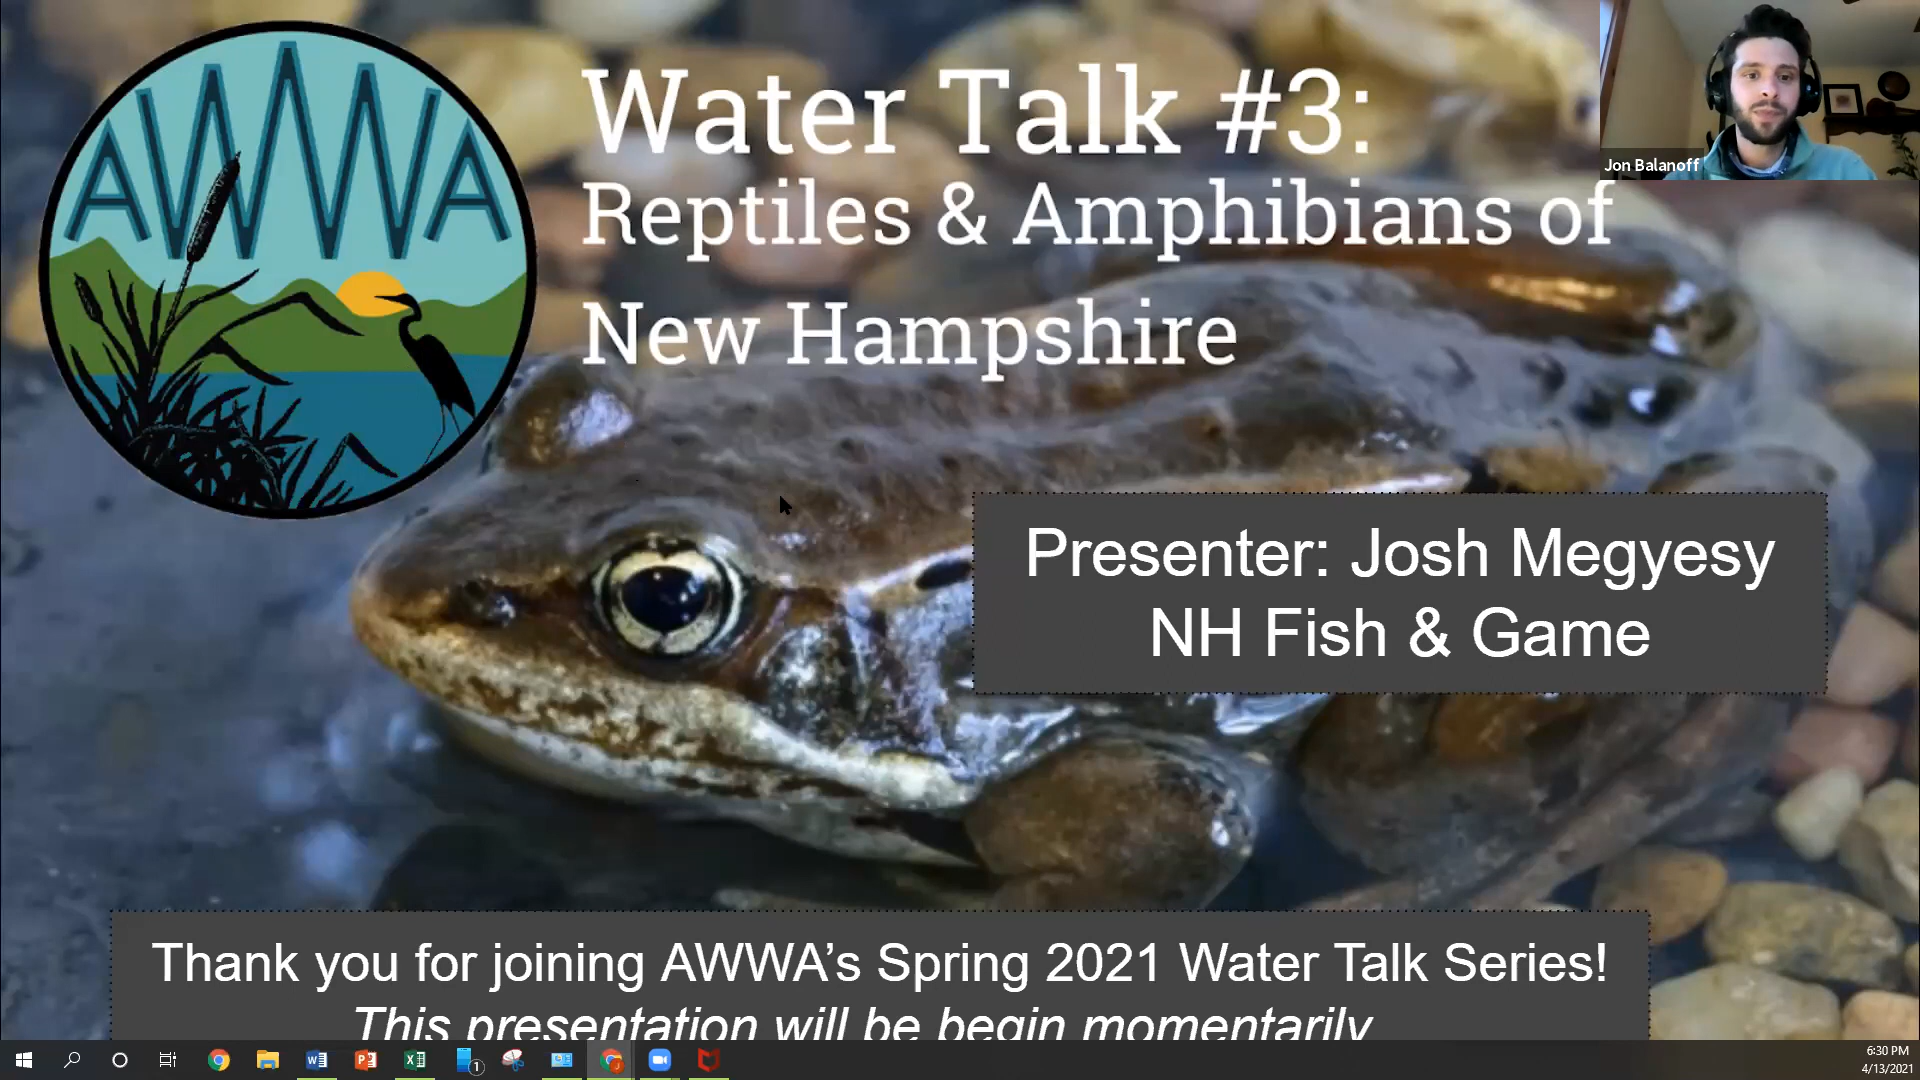 AWWA
Water Talk #3:
Reptiles & Amphibians of
New Hampshire
Jon Balanoff
Presenter: Josh Megyesy
NH Fish & Game
Thank you for joining AWWA's Spring 2021 Water Talk Series!
This presentation will be begin momentarily
1
6:30 PM
4/13/2021